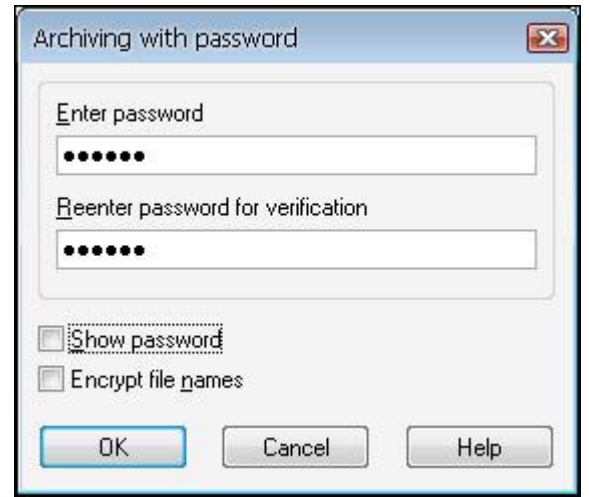 Archiving with password
Enter password
••••••
Reenter password for verification
••••••
Show password
Encrypt file names
OK Cancel Help